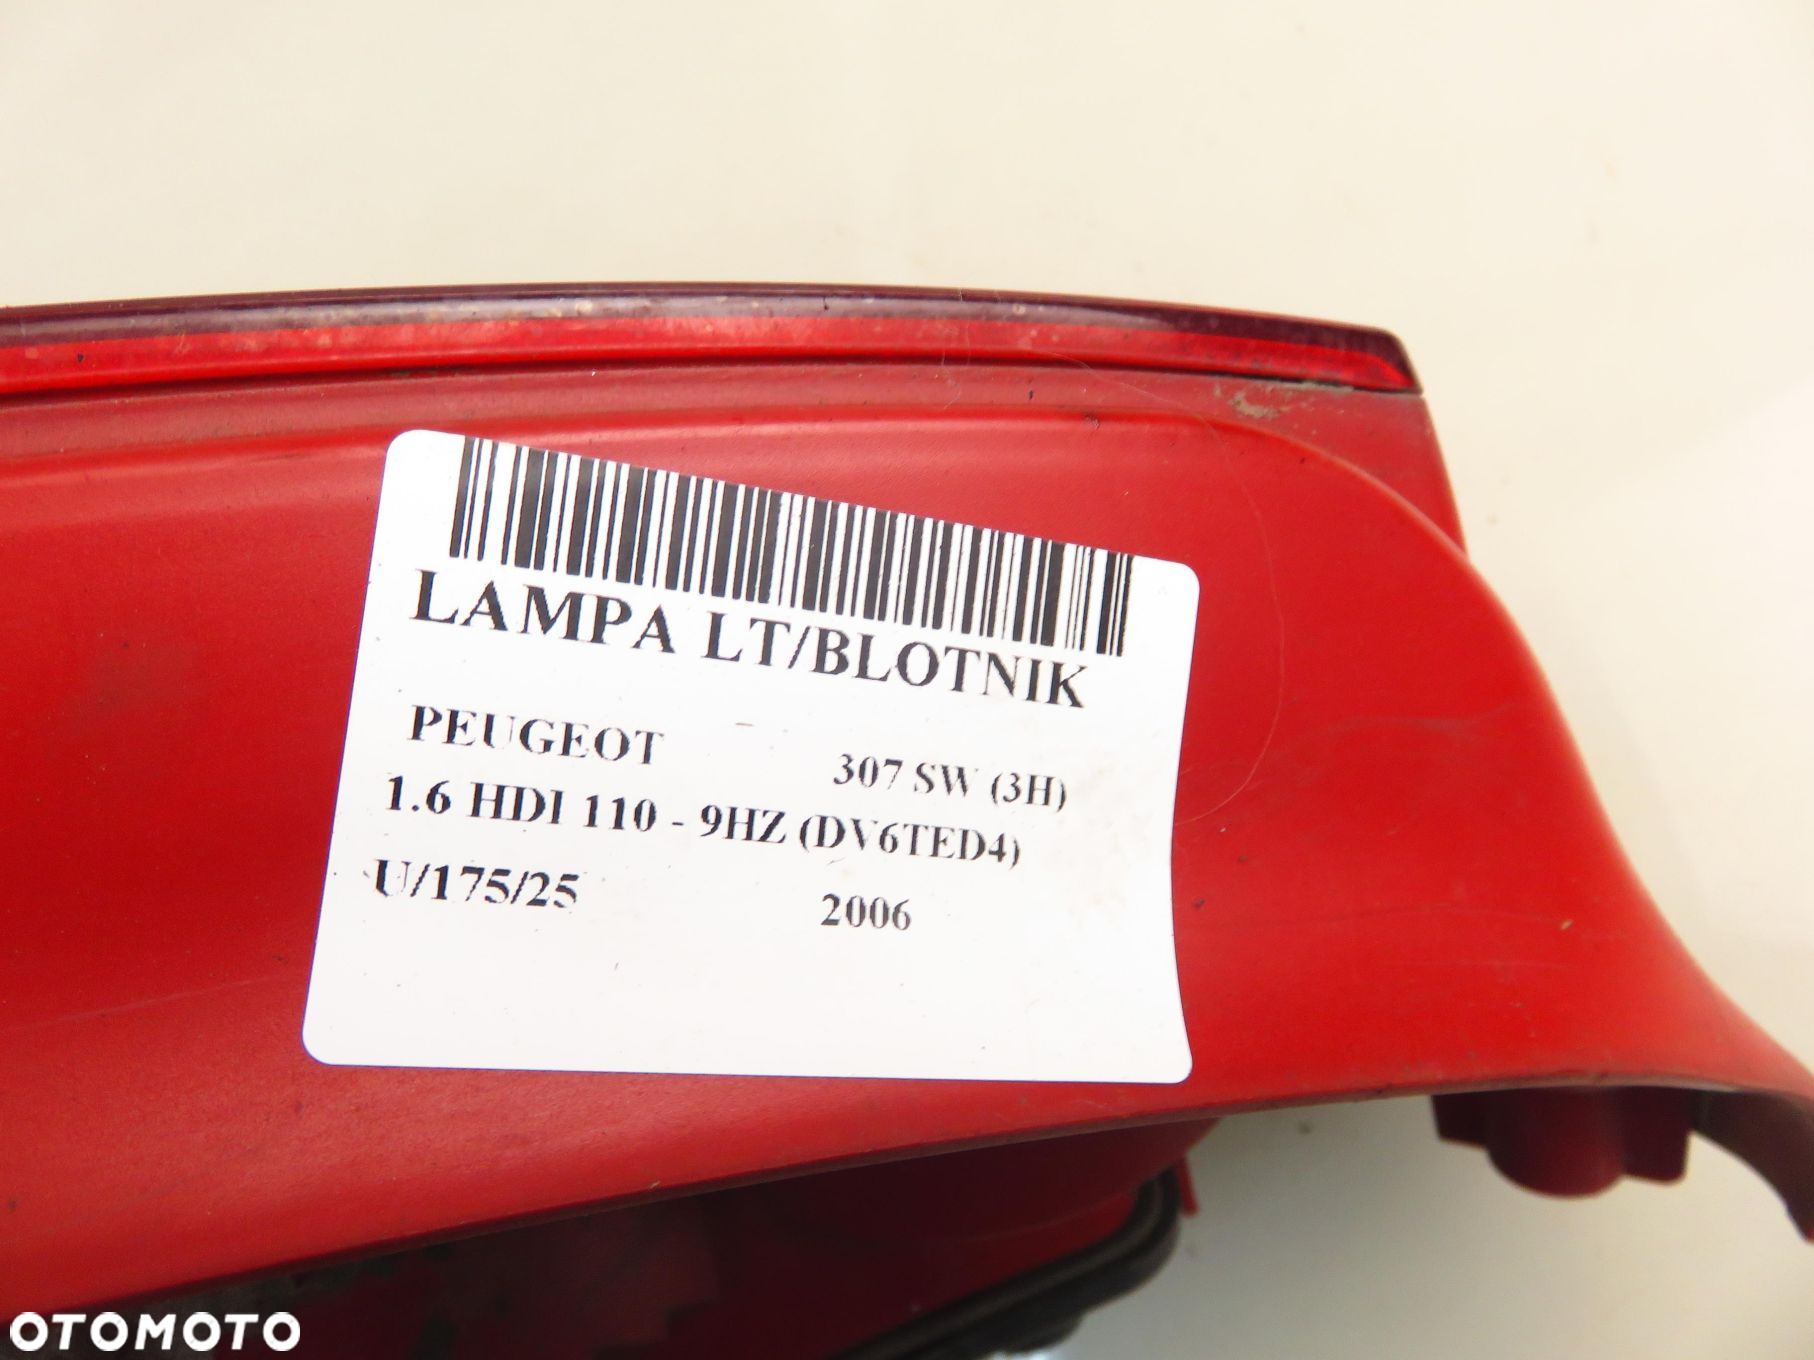 LAMPA LT/BLOTNIK
PEUGEOT 307 SW (3H)
1.6 HDI 110 - 9HZ (DV6TED4)
U/175/25 2006
OTOMOTO